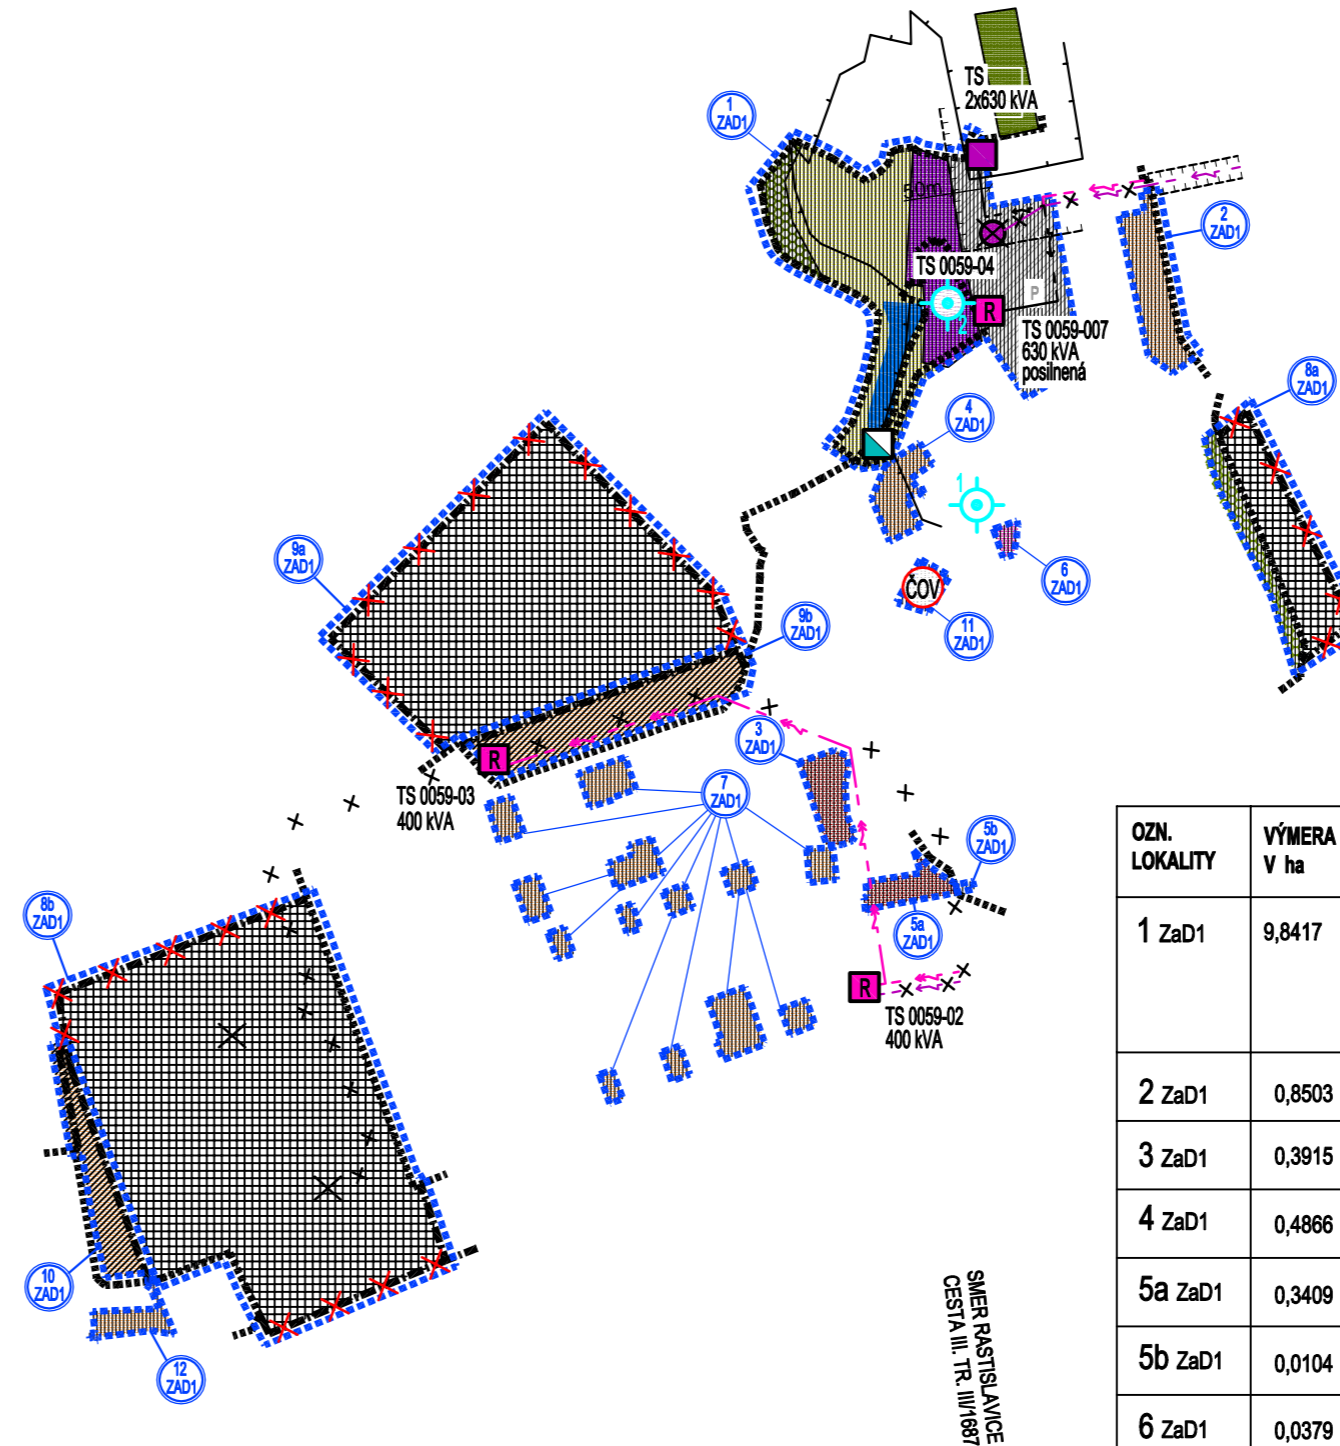 TS
2x630 kVA
1
ZAD1
50m
2
ZAD1
TS 0059-04
P
R
2
TS 0059-007
630 kVA
posilnená
8a
ZAD1
4
ZAD1
1
9a
ZAD1
6
ZAD1
ČOV
11
ZAD1
9b
ZAD1
3
ZAD1
R
TS 0059-03
400 kVA
7
ZAD1
5b
ZAD1
8b
ZAD1
5a
ZAD1
R
TS 0059-02
400 kVA
10
ZAD1
12
ZAD1
SMER RASTISLAVICE
CESTA III. TR. III/1687
OZN. LOKALITY
VÝMERA V ha
1 ZaD1 9,8417
2 ZaD1 0,8503
3 ZaD1 0,3915
4 ZaD1 0,4866
5a ZaD1 0,3409
5b ZaD1 0,0104
6 ZaD1 0,0379